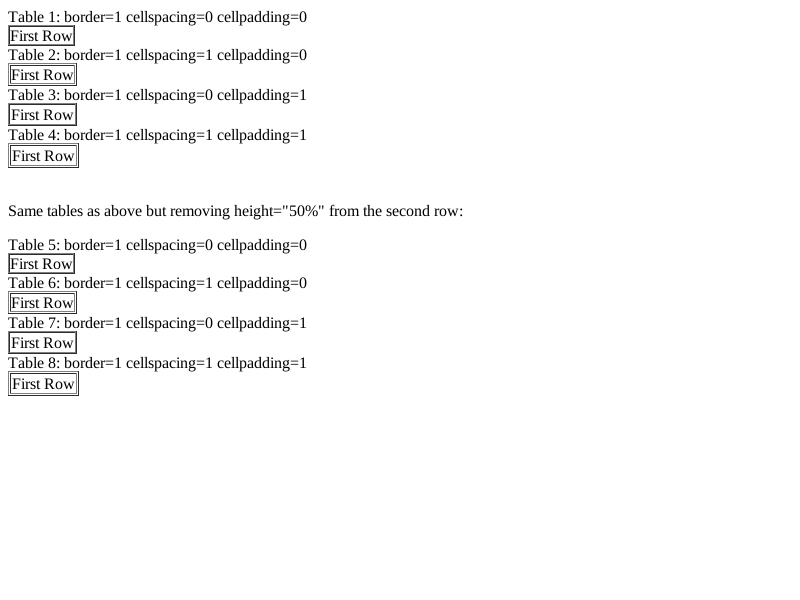 Table 1: border=1 cellspacing=0 cellpadding=0
First Row
Table 2: border=1 cellspacing=1 cellpadding=0
First Row
Table 3: border=1 cellspacing=0 cellpadding=1
First Row
Table 4: border=1 cellspacing=1 cellpadding=1
First Row
Same tables as above but removing height="50%" from the second row:
Table 5: border=1 cellspacing=0 cellpadding=0
First Row
Table 6: border=1 cellspacing=1 cellpadding=0
First Row
Table 7: border=1 cellspacing=0 cellpadding=1
First Row
Table 8: border=1 cellspacing=1 cellpadding=1
First Row